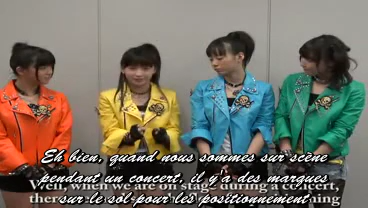 Eh bien, quand nous sommes sur scène
pendant un concert, il y'a des marques
sur le sol pour les positionnement
Well, when we are on stage during a concert,